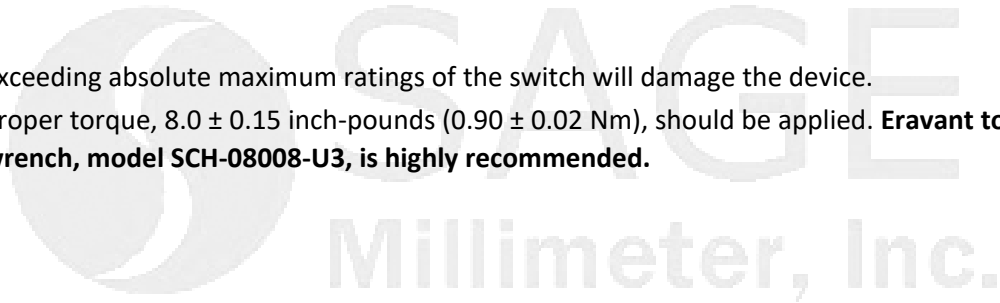 SAGE
xceeding absolute maximum ratings of the switch will damage the device.
roper torque, 8.0 ± 0.15 inch-pounds (0.90 ± 0.02 Nm), should be applied. Eravant to
wrench, model SCH-08008-U3, is highly recommended.
Millimeter, Inc.